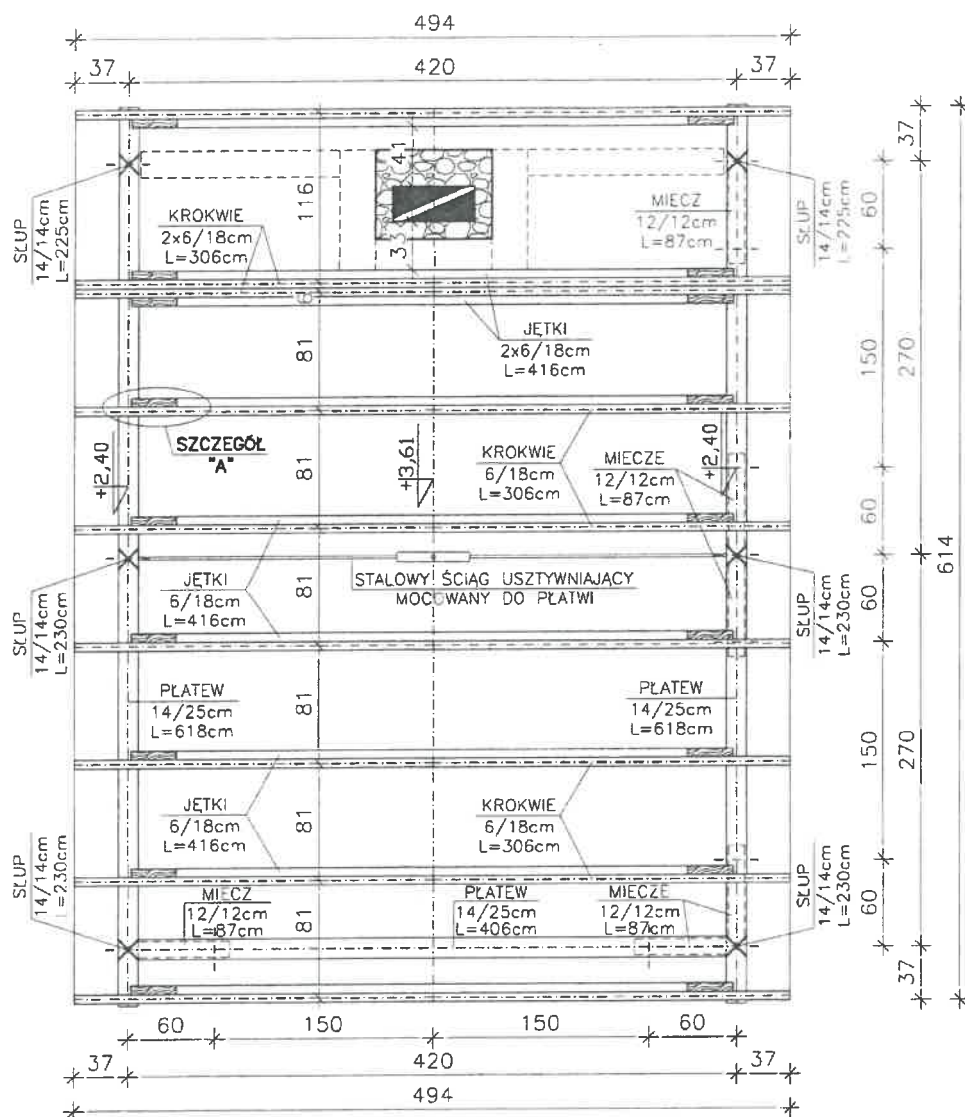 494
37
420
37
SŁUP
14/14cm
L=225cm
41
116
33
KROKWIE
2x6/18cm
L=306cm
MIECZ
12/12cm
L=87cm
SŁUP
14/14cm
L=225cm
37
60
6
81
JĘTKI
2x6/18cm
L=416cm
150
270
SZCZEGÓŁ
"A"
81
+2,40
+3,61
KROKWIE
6/18cm
L=306cm
MIECZE
12/12cm
L=87cm
+2,40
60
614
SŁUP
14/14cm
L=230cm
JĘTKI
6/18cm
L=416cm
81
STALOWY ŚCIĄG USZTYWNIAJĄCY
MOCOWANY DO PŁATWI
SŁUP
14/14cm
L=230cm
60
PŁATEW
14/25cm
L=618cm
81
PŁATEW
14/25cm
L=618cm
150
270
JĘTKI
6/18cm
L=416cm
81
KROKWIE
6/18cm
L=306cm
SŁUP
14/14cm
L=230cm
MIECZ
12/12cm
L=87cm
81
PŁATEW
14/25cm
L=406cm
MIECZE
12/12cm
L=87cm
SŁUP
14/14cm
L=230cm
60
37
60
150
150
60
37
420
37
494